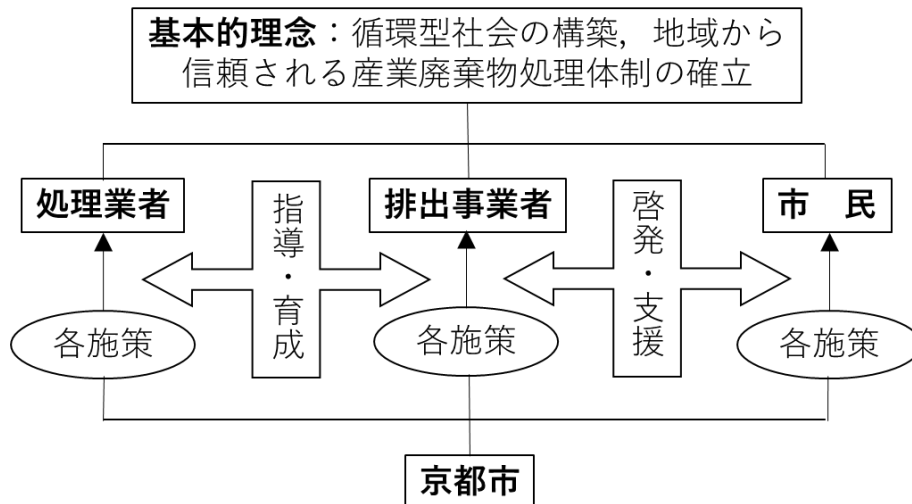 基本的理念：循環型社会の構築，地域から
信頼される産業廃棄物処理体制の確立
処理業者
排出事業者
市　民
指導・育成
啓発・支援
各施策
各施策
各施策
京都市